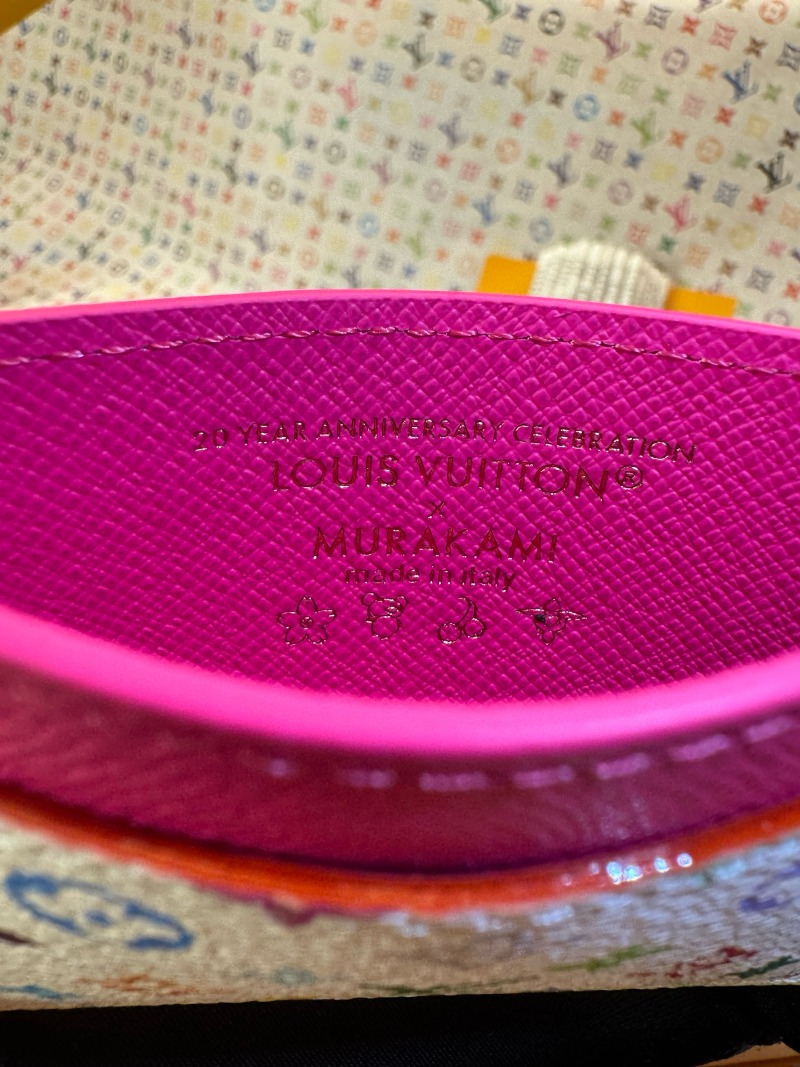 20 YEAR ANNIVERSARY CELEBRATION
LOUIS VUITTON®
x
MURAKAMI
made in italy